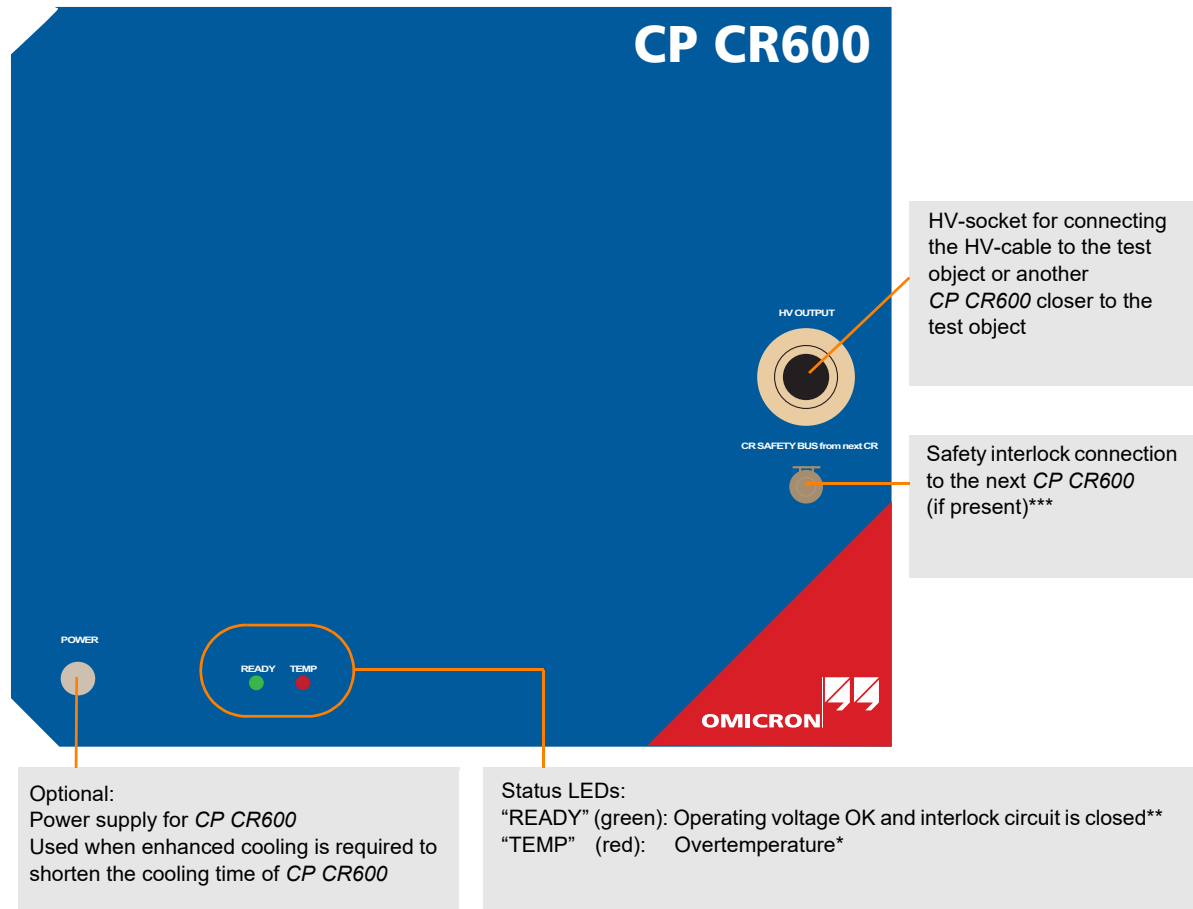 CP CR600
HV-socket for connecting
the HV-cable to the test
object or another
CP CR600 closer to the
test object
HV OUTPUT
CR SAFETY BUS from next CR
Safety interlock connection
to the next CP CR600
(if present)***
POWER
READY TEMP
OMICRON
Optional:
Power supply for CP CR600
Used when enhanced cooling is required to
shorten the cooling time of CP CR600
Status LEDs:
“READY” (green): Operating voltage OK and interlock circuit is closed**
“TEMP” (red): Overtemperature*